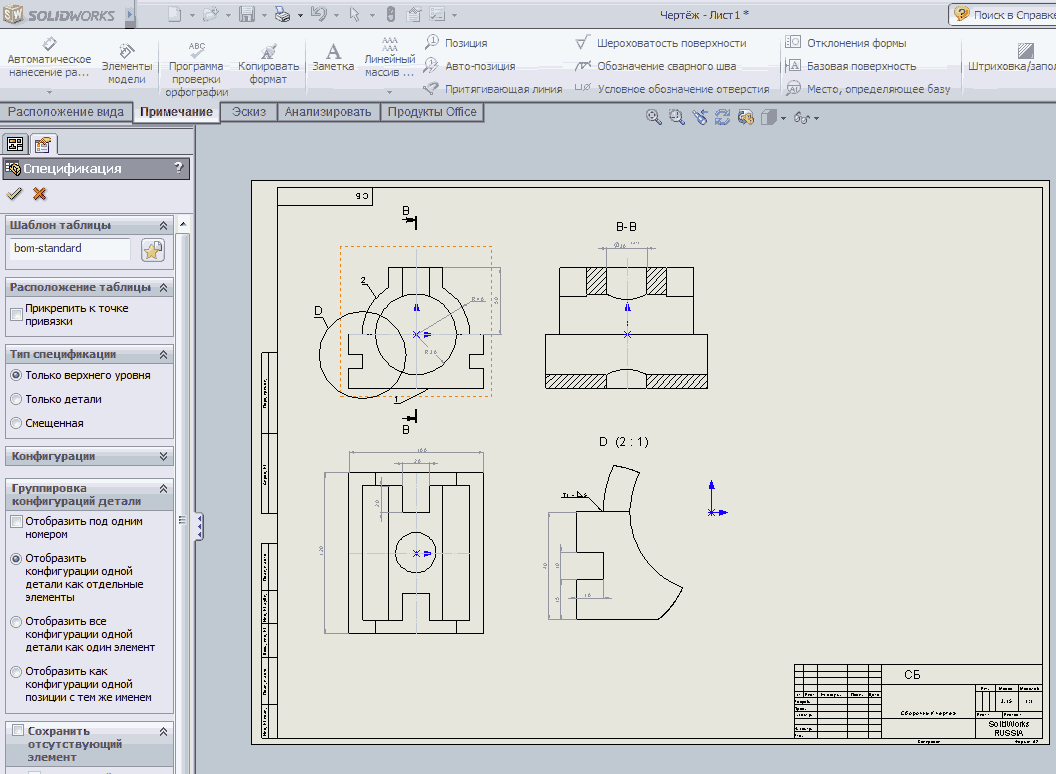 SOLIDWORKS
Чертёж - Лист1 *
Поиск в Справке
Автоматическое нанесение ра...
Элементы модели
ABC
Программа проверки орфографии
Копировать формат
Заметка
Линейный массив ...
Позиция
Авто-позиция
Притягивающая линия
Шероховатость поверхности
Обозначение сварного шва
Условное обозначение отверстия
Отклонения формы
Базовая поверхность
Место, определяющее базу
Штриховка/запол
Расположение вида
Примечание
Эскиз
Анализировать
Продукты Office
Спецификация
?
Шаблон таблицы
bom-standard
Расположение таблицы
Прикрепить к точке
привязки
Тип спецификации
Только верхнего уровня
Только детали
Смещенная
Конфигурации
Группировка
конфигураций детали
Отобразить под одним
номером
Отобразить
конфигурации одной
детали как отдельные
элементы
Отобразить все
конфигурации одной
детали как один элемент
Отобразить как
конфигурации одной
позиции с тем же именем
Сохранить
отсутствующий
элемент
СБ
B
B-B
2
D
1
B
D (2 : 1)
СБ
SolidWorks
RUSSIA